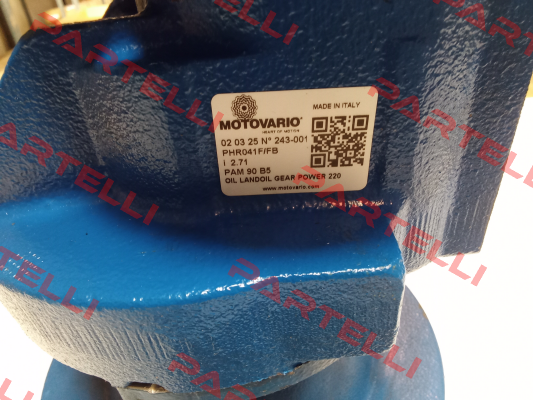 MOTOVARIO®
HEART OF MOTION
MADE IN ITALY
02 03 25 N° 243-001
PHR041F/FB
i 2.71
PAM 90 B5
OIL LANDOIL GEAR POWER 220
www.motovario.com
PARTELLI
PARTELLI
PARTELLI
PARTELLI
PARTELLI
PARTELLI